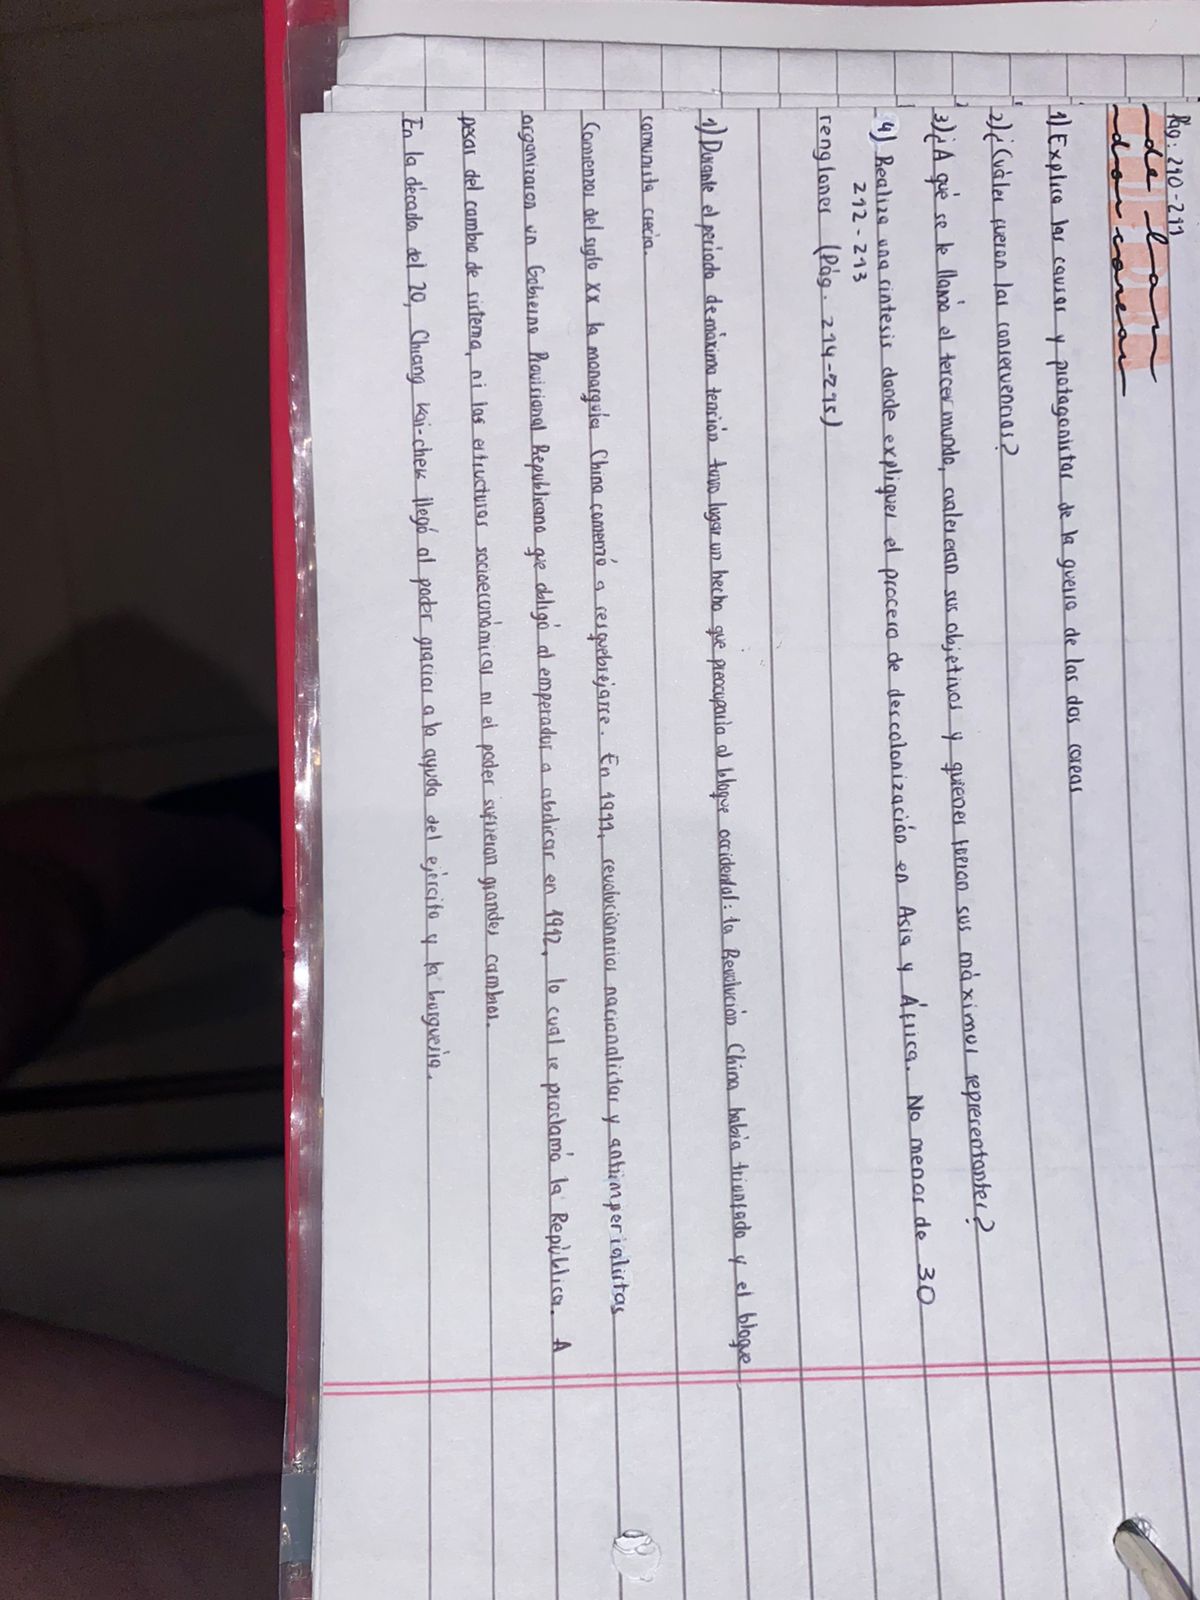 Pág: 210-211
GUERRA
de las
dos coreas
1) Explica las causas y protagonistas de la guerra de las dos coreas
2) ¿Cuáles fueron las consecuencias?
3) ¿A qué se le llamó el tercer mundo, cuales eran sus objetivos y quienes fueron sus máximos representantes?
4) Realiza una sintesis donde expliques el proceso de descolonización en Asia y África. No menos de 30
212-213
renglones (Pág. 214-215)
1) Durante el periodo de máxima tensión tuvo lugar un hecho que preocuparia al bloque occidental: la Revolución China habia triunfado y el bloque
comunista crecia.
Comienzos del siglo XX la monarquia China comenzó a resquebrejarse. En 1911, revolucionarios nacionalistas y antiimperialistas
organizaron un Gobierno Provisional Republicano que obligó al emperador a abdicar en 1912, lo cual se proclamó la República. A
pesar del cambio de sistema, ni las estructuras socioeconómicas ni el poder sufrieron grandes cambios.
En la década del 20, Chiang Kai-chek llegó al poder gracias a la ayuda del ejército y la burguesia.